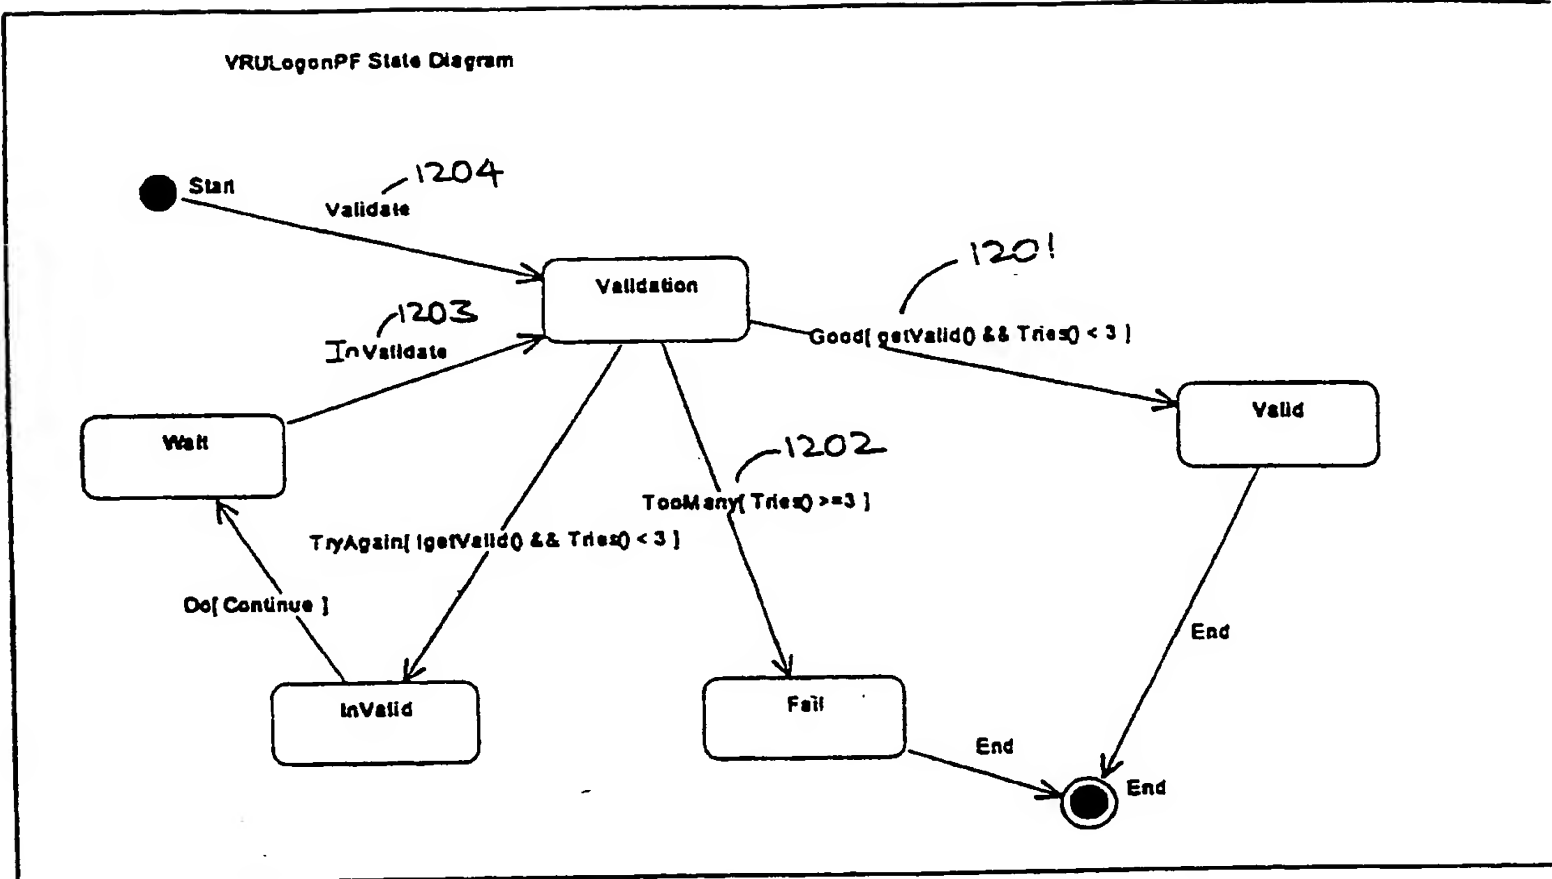 VRULogonPF State Diagram
1204
Start
Validate
1201
Validation
1203
InValidate
Good[ getValid() && Tries() < 3 ]
Valid
Wait
1202
TooMany[ Tries() >=3 ]
TryAgain[ !getValid() && Tries() < 3 ]
Do[ Continue ]
End
InValid
Fail
End
End